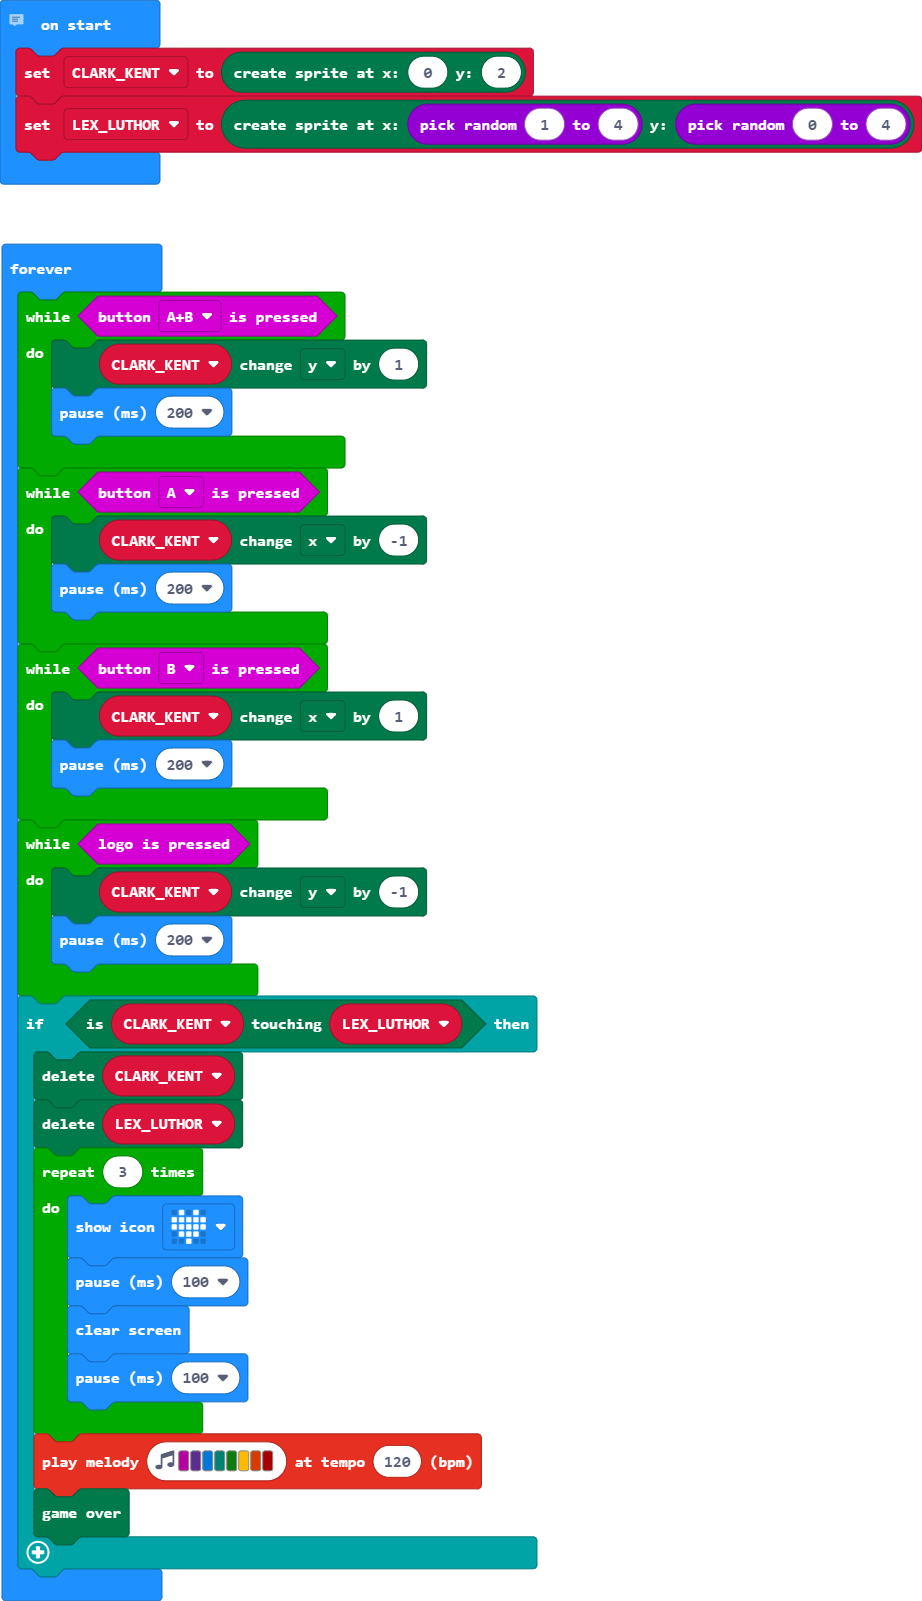 on start
set CLARK_KENT to create sprite at x: 0 y: 2
set LEX_LUTHOR to create sprite at x: pick random 1 to 4 y: pick random 0 to 4
forever
while button A+B is pressed
do CLARK_KENT change y by 1
pause (ms) 200
while button A is pressed
do CLARK_KENT change x by -1
pause (ms) 200
while button B is pressed
do CLARK_KENT change x by 1
pause (ms) 200
while logo is pressed
do CLARK_KENT change y by -1
pause (ms) 200
if is CLARK_KENT touching LEX_LUTHOR then
delete CLARK_KENT
delete LEX_LUTHOR
repeat 3 times
do show icon
pause (ms) 100
clear screen
pause (ms) 100
play melody at tempo 120 (bpm)
game over